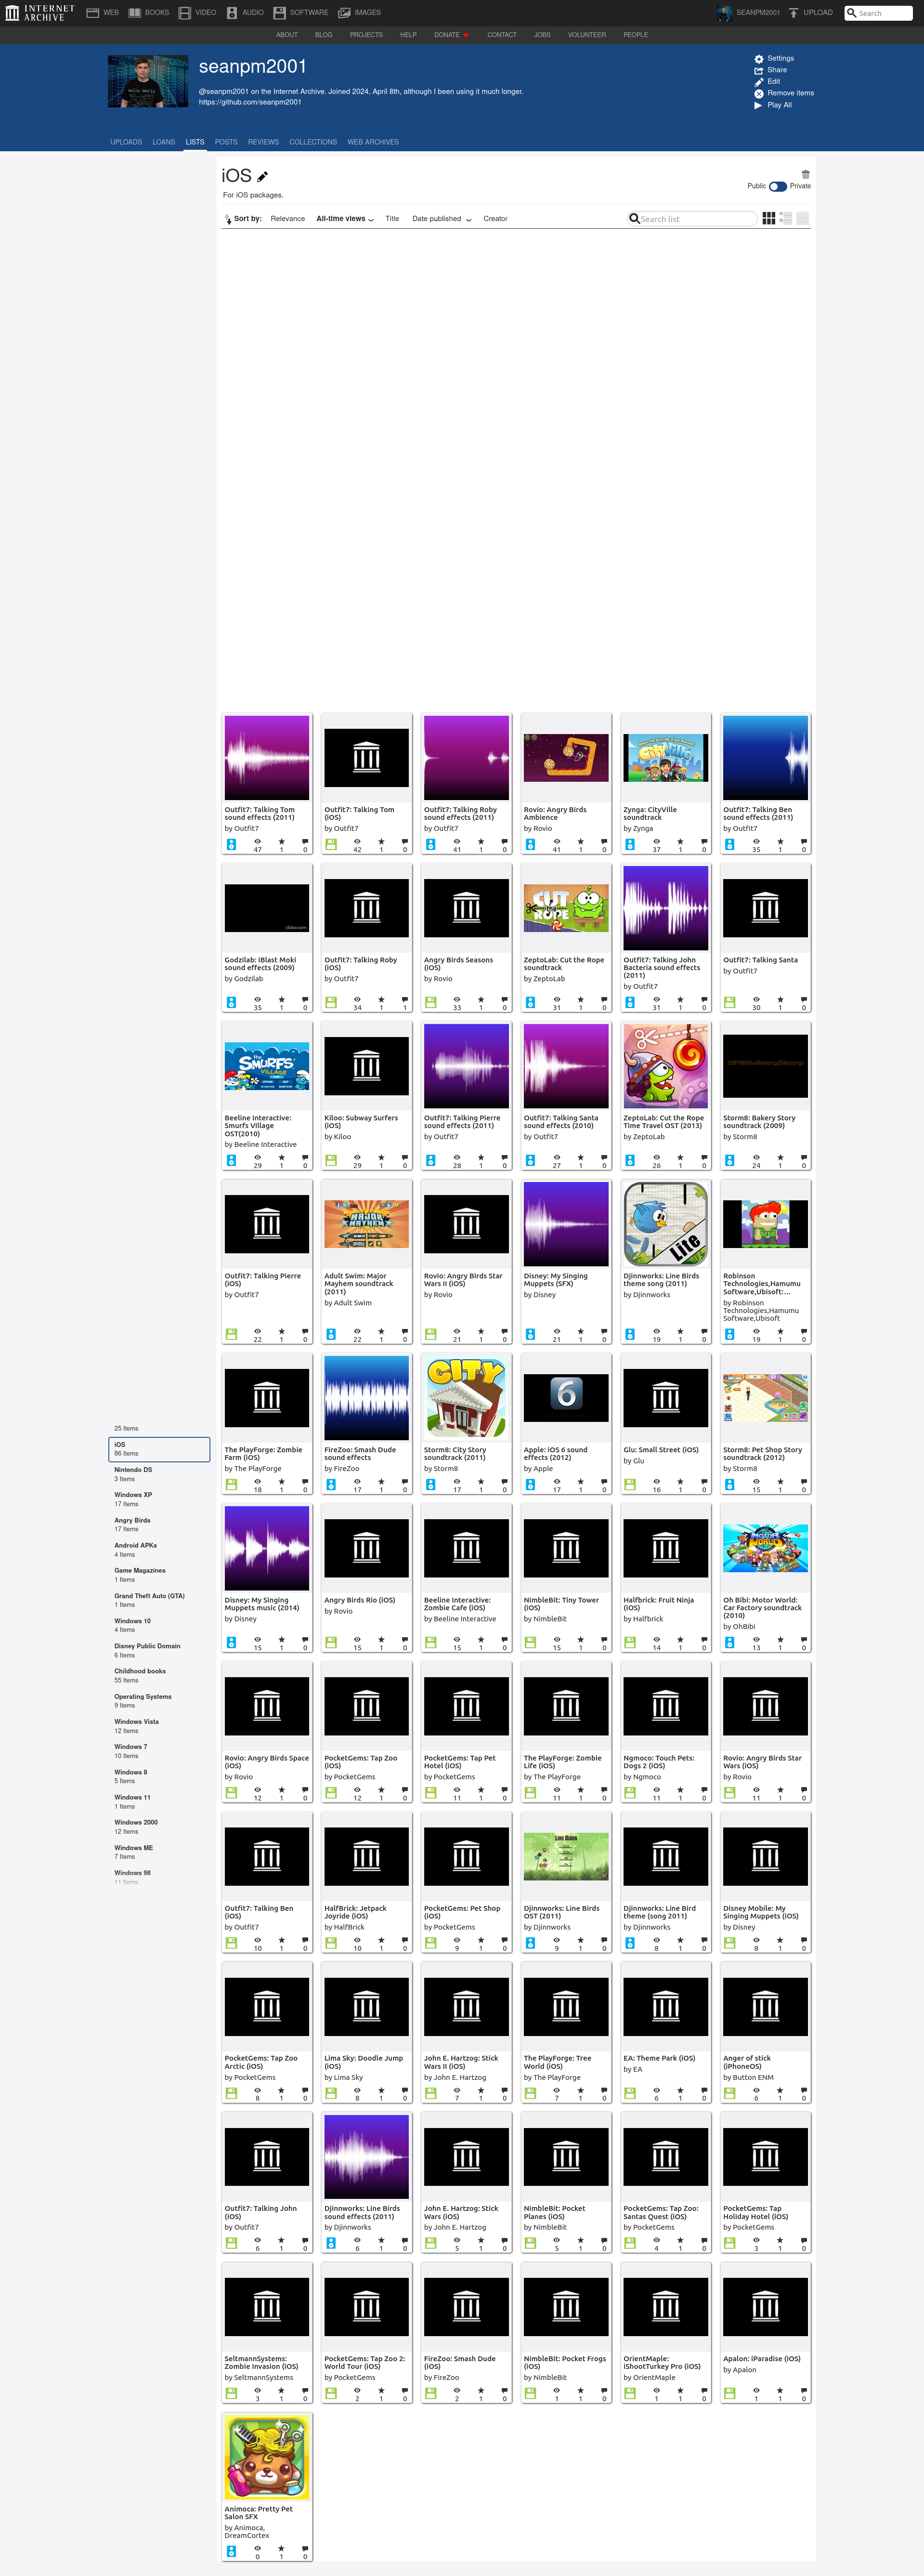 INTERNET ARCHIVE
WEB BOOKS VIDEO AUDIO SOFTWARE IMAGES SEANPM2001 UPLOAD Search
ABOUT BLOG PROJECTS HELP DONATE CONTACT JOBS VOLUNTEER PEOPLE
seanpm2001
@seanpm2001 on the Internet Archive. Joined 2024, April 8th, although I been using it much longer.
https://github.com/seanpm2001
Settings
Share
Edit
Remove items
Play All
UPLOADS LOANS LISTS POSTS REVIEWS COLLECTIONS WEB ARCHIVES
iOS
For iOS packages.
Public Private
Sort by: Relevance All-time views Title Date published Creator Search list
25 Items
iOS
86 Items
Nintendo DS
3 Items
Windows XP
17 Items
Angry Birds
17 Items
Android APKs
4 Items
Game Magazines
1 Items
Grand Theft Auto (GTA)
1 Items
Windows 10
4 Items
Disney Public Domain
6 Items
Childhood books
55 Items
Operating Systems
9 Items
Windows Vista
12 Items
Windows 7
10 Items
Windows 8
5 Items
Windows 11
1 Items
Windows 2000
12 Items
Windows ME
7 Items
Windows 98
11 Items
Outfit7: Talking Tom
sound effects (2011)
by Outfit7
47 1 0
Outfit7: Talking Tom
(iOS)
by Outfit7
42 1 0
Outfit7: Talking Roby
sound effects (2011)
by Outfit7
41 1 0
Rovio: Angry Birds
Ambience
by Rovio
41 1 0
CityVille
Zynga: CityVille
soundtrack
by Zynga
37 1 0
Outfit7: Talking Ben
sound effects (2011)
by Outfit7
35 1 0
Godzilab: iBlast Moki
sound effects (2009)
by Godzilab
35 1 0
Outfit7: Talking Roby
(iOS)
by Outfit7
34 1 1
Angry Birds Seasons
(iOS)
by Rovio
33 1 0
CUT THE ROPE
ZeptoLab: Cut the Rope
soundtrack
by ZeptoLab
31 1 0
Outfit7: Talking John
Bacteria sound effects
(2011)
by Outfit7
31 1 0
Outfit7: Talking Santa
by Outfit7
30 1 0
the SMURFS' VILLAGE
Beeline Interactive:
Smurfs Village
OST(2010)
by Beeline Interactive
29 1 0
Kiloo: Subway Surfers
(iOS)
by Kiloo
29 1 0
Outfit7: Talking Pierre
sound effects (2011)
by Outfit7
28 1 0
Outfit7: Talking Santa
sound effects (2010)
by Outfit7
27 1 0
ZeptoLab: Cut the Rope
Time Travel OST (2013)
by ZeptoLab
26 1 0
Storm8: Bakery Story
soundtrack (2009)
by Storm8
24 1 0
Outfit7: Talking Pierre
(iOS)
by Outfit7
22 1 0
MAJOR MAYHEM
Adult Swim: Major
Mayhem soundtrack
(2011)
by Adult Swim
22 1 0
Rovio: Angry Birds Star
Wars II (iOS)
by Rovio
21 1 0
Disney: My Singing
Muppets (SFX)
by Disney
21 1 0
Lite
Djinnworks: Line Birds
theme song (2011)
by Djinnworks
19 1 0
Robinson
Technologies,Hamumu
Software,Ubisoft:...
by Robinson
Technologies,Hamumu
Software,Ubisoft
19 1 0
The PlayForge: Zombie
Farm (iOS)
by The PlayForge
18 1 0
FireZoo: Smash Dude
sound effects
by FireZoo
17 1 0
CITY
Storm8: City Story
soundtrack (2011)
by Storm8
17 1 0
6
Apple: iOS 6 sound
effects (2012)
by Apple
17 1 0
Glu: Small Street (iOS)
by Glu
16 1 0
Storm8: Pet Shop Story
soundtrack (2012)
by Storm8
15 1 0
Disney: My Singing
Muppets music (2014)
by Disney
15 1 0
Angry Birds Rio (iOS)
by Rovio
15 1 0
Beeline Interactive:
Zombie Cafe (iOS)
by Beeline Interactive
15 1 0
NimbleBit: Tiny Tower
(iOS)
by NimbleBit
15 1 0
Halfbrick: Fruit Ninja
(iOS)
by Halfbrick
14 1 0
MOTOR WORLD
Oh Bibi: Motor World:
Car Factory soundtrack
(2010)
by OhBibi
13 1 0
Rovio: Angry Birds Space
(iOS)
by Rovio
12 1 0
PocketGems: Tap Zoo
(iOS)
by PocketGems
12 1 0
PocketGems: Tap Pet
Hotel (iOS)
by PocketGems
11 1 0
The PlayForge: Zombie
Life (iOS)
by The PlayForge
11 1 0
Ngmoco: Touch Pets:
Dogs 2 (iOS)
by Ngmoco
11 1 0
Rovio: Angry Birds Star
Wars (iOS)
by Rovio
11 1 0
Outfit7: Talking Ben
(iOS)
by Outfit7
10 1 0
HalfBrick: Jetpack
Joyride (iOS)
by HalfBrick
10 1 0
PocketGems: Pet Shop
(iOS)
by PocketGems
9 1 0
LINE BIRDS
Djinnworks: Line Birds
OST (2011)
by Djinnworks
9 1 0
Djinnworks: Line Bird
theme (song 2011)
by Djinnworks
8 1 0
Disney Mobile: My
Singing Muppets (iOS)
by Disney
8 1 0
PocketGems: Tap Zoo
Arctic (iOS)
by PocketGems
8 1 0
Lima Sky: Doodle Jump
(iOS)
by Lima Sky
8 1 0
John E. Hartzog: Stick
Wars II (iOS)
by John E. Hartzog
7 1 0
The PlayForge: Tree
World (iOS)
by The PlayForge
7 1 0
EA: Theme Park (iOS)
by EA
6 1 0
Anger of stick
(iPhoneOS)
by Button ENM
6 1 0
Outfit7: Talking John
(iOS)
by Outfit7
6 1 0
Djinnworks: Line Birds
sound effects (2011)
by Djinnworks
6 1 0
John E. Hartzog: Stick
Wars (iOS)
by John E. Hartzog
5 1 0
NimbleBit: Pocket
Planes (iOS)
by NimbleBit
5 1 0
PocketGems: Tap Zoo:
Santas Quest (iOS)
by PocketGems
4 1 0
PocketGems: Tap
Holiday Hotel (iOS)
by PocketGems
3 1 0
SeltmannSystems:
Zombie Invasion (iOS)
by SeltmannSystems
3 1 0
PocketGems: Tap Zoo 2:
World Tour (iOS)
by PocketGems
2 1 0
FireZoo: Smash Dude
(iOS)
by FireZoo
2 1 0
NimbleBit: Pocket Frogs
(iOS)
by NimbleBit
1 1 0
OrientMaple:
iShootTurkey Pro (iOS)
by OrientMaple
1 1 0
Apalon: iParadise (iOS)
by Apalon
1 1 0
Animoca: Pretty Pet
Salon SFX
by Animoca,
DreamCortex
0 1 0